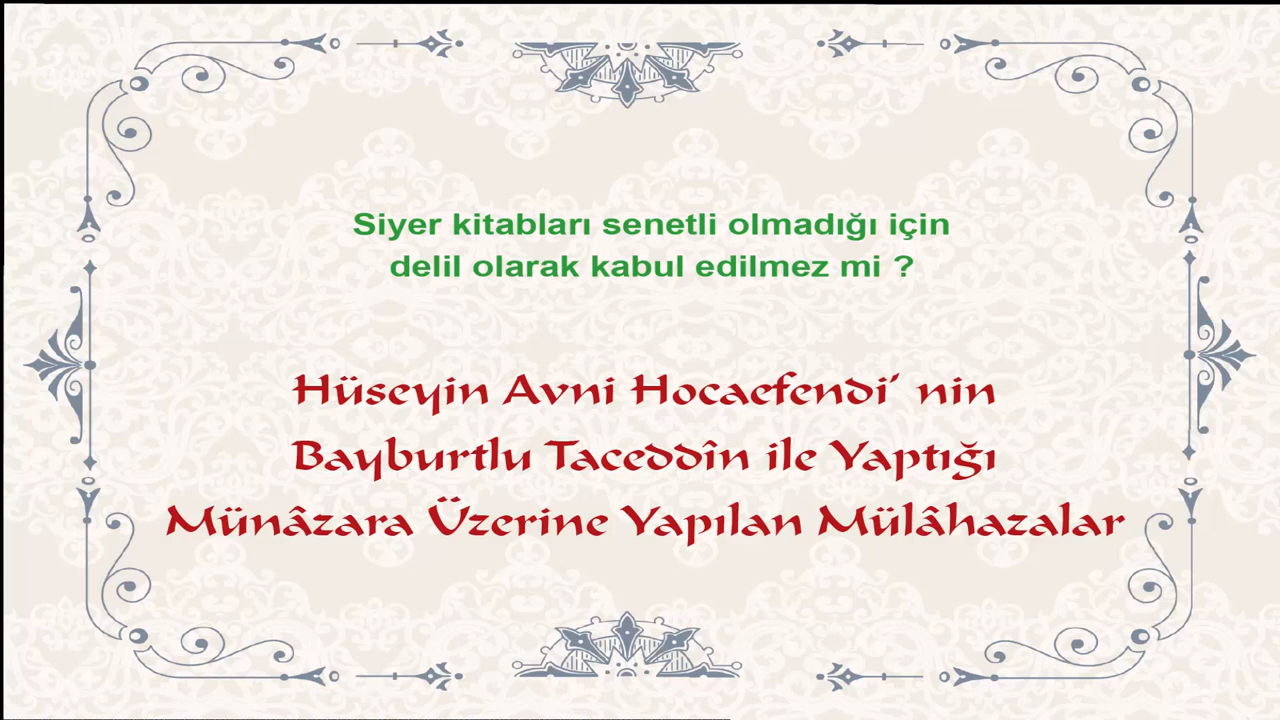 Siyer kitabları senetli olmadığı için
delil olarak kabul edilmez mi ?
Hüseyin Avni Hocaefendi’ nin
Bayburtlu Taceddîn ile Yaptığı
Münâzara Üzerine Yapılan Mülâhazalar